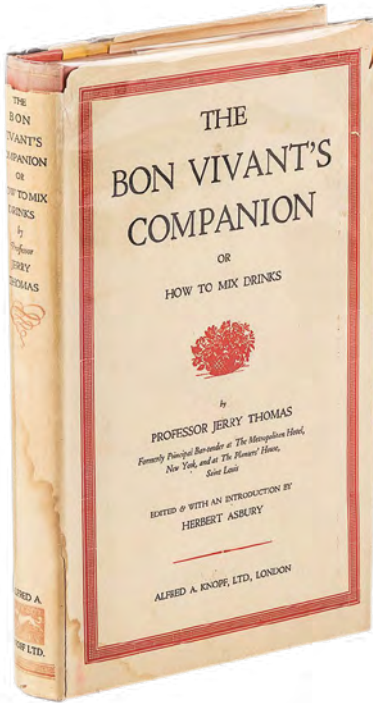 THE
BON
VIVANT'S
COMPANION
OR
HOW TO MIX
DRINKS
by
Professor
JERRY
THOMAS
ALFRED A.
KNOPF LTD.
THE
BON VIVANT'S
COMPANION
OR
HOW TO MIX DRINKS
by
PROFESSOR JERRY THOMAS
Formerly Principal Bar-tender at The Metropolitan Hotel,
New York, and at The Planters' House,
Saint Louis
EDITED & WITH AN INTRODUCTION BY
HERBERT ASBURY
ALFRED A. KNOPF, LTD., LONDON